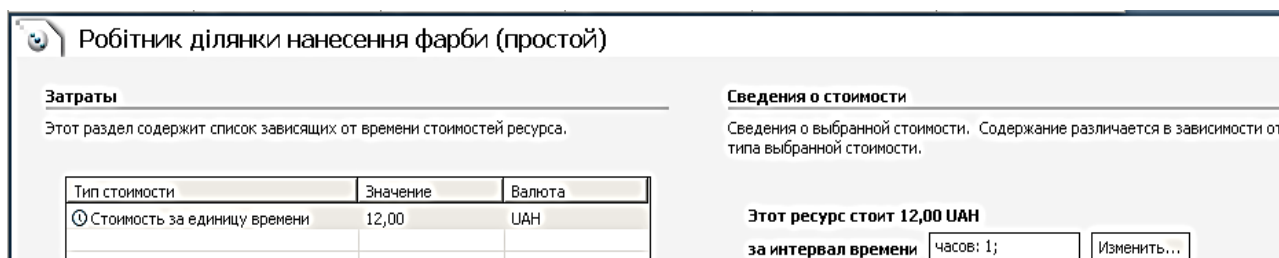 Робітник ділянки нанесення фарби (простой)
Затраты
Этот раздел содержит список зависящих от времени стоимостей ресурса.
Тип стоимости Значение Валюта
Стоимость за единицу времени 12,00 UAH
Сведения о стоимости
Сведения о выбранной стоимости. Содержание различается в зависимости от
типа выбранной стоимости.
Этот ресурс стоит 12,00 UAH
за интервал времени часов: 1; Изменить...